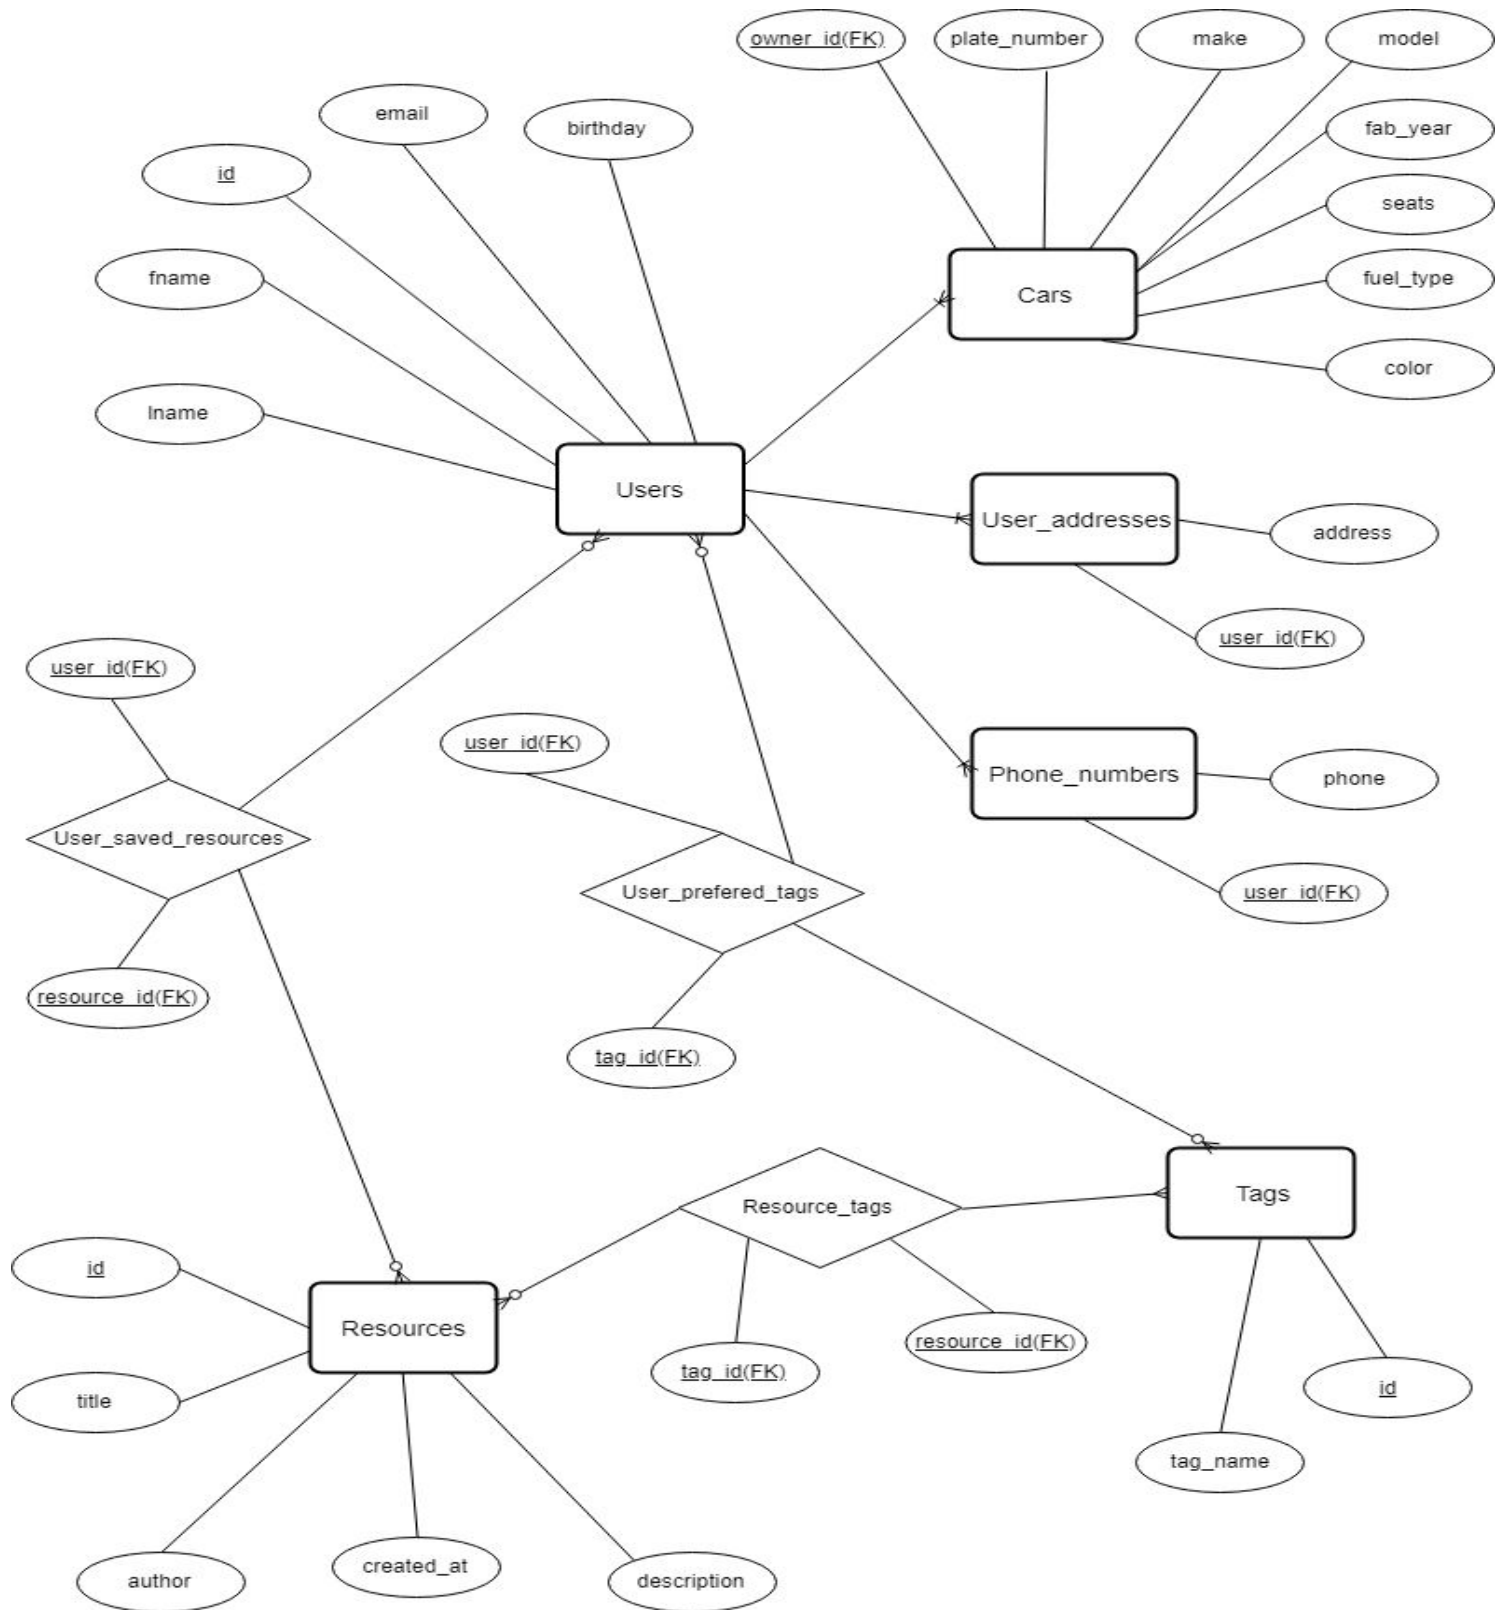 owner_id(FK)
plate_number
make
model
email
birthday
fab_year
id
seats
fname
fuel_type
Cars
color
lname
Users
User_addresses
address
user_id(FK)
user_id(FK)
user_id(FK)
Phone_numbers
phone
User_saved_resources
User_prefered_tags
user_id(FK)
resource_id(FK)
tag_id(FK)
Tags
Resource_tags
id
Resources
resource_id(FK)
tag_id(FK)
id
title
tag_name
created_at
author
description